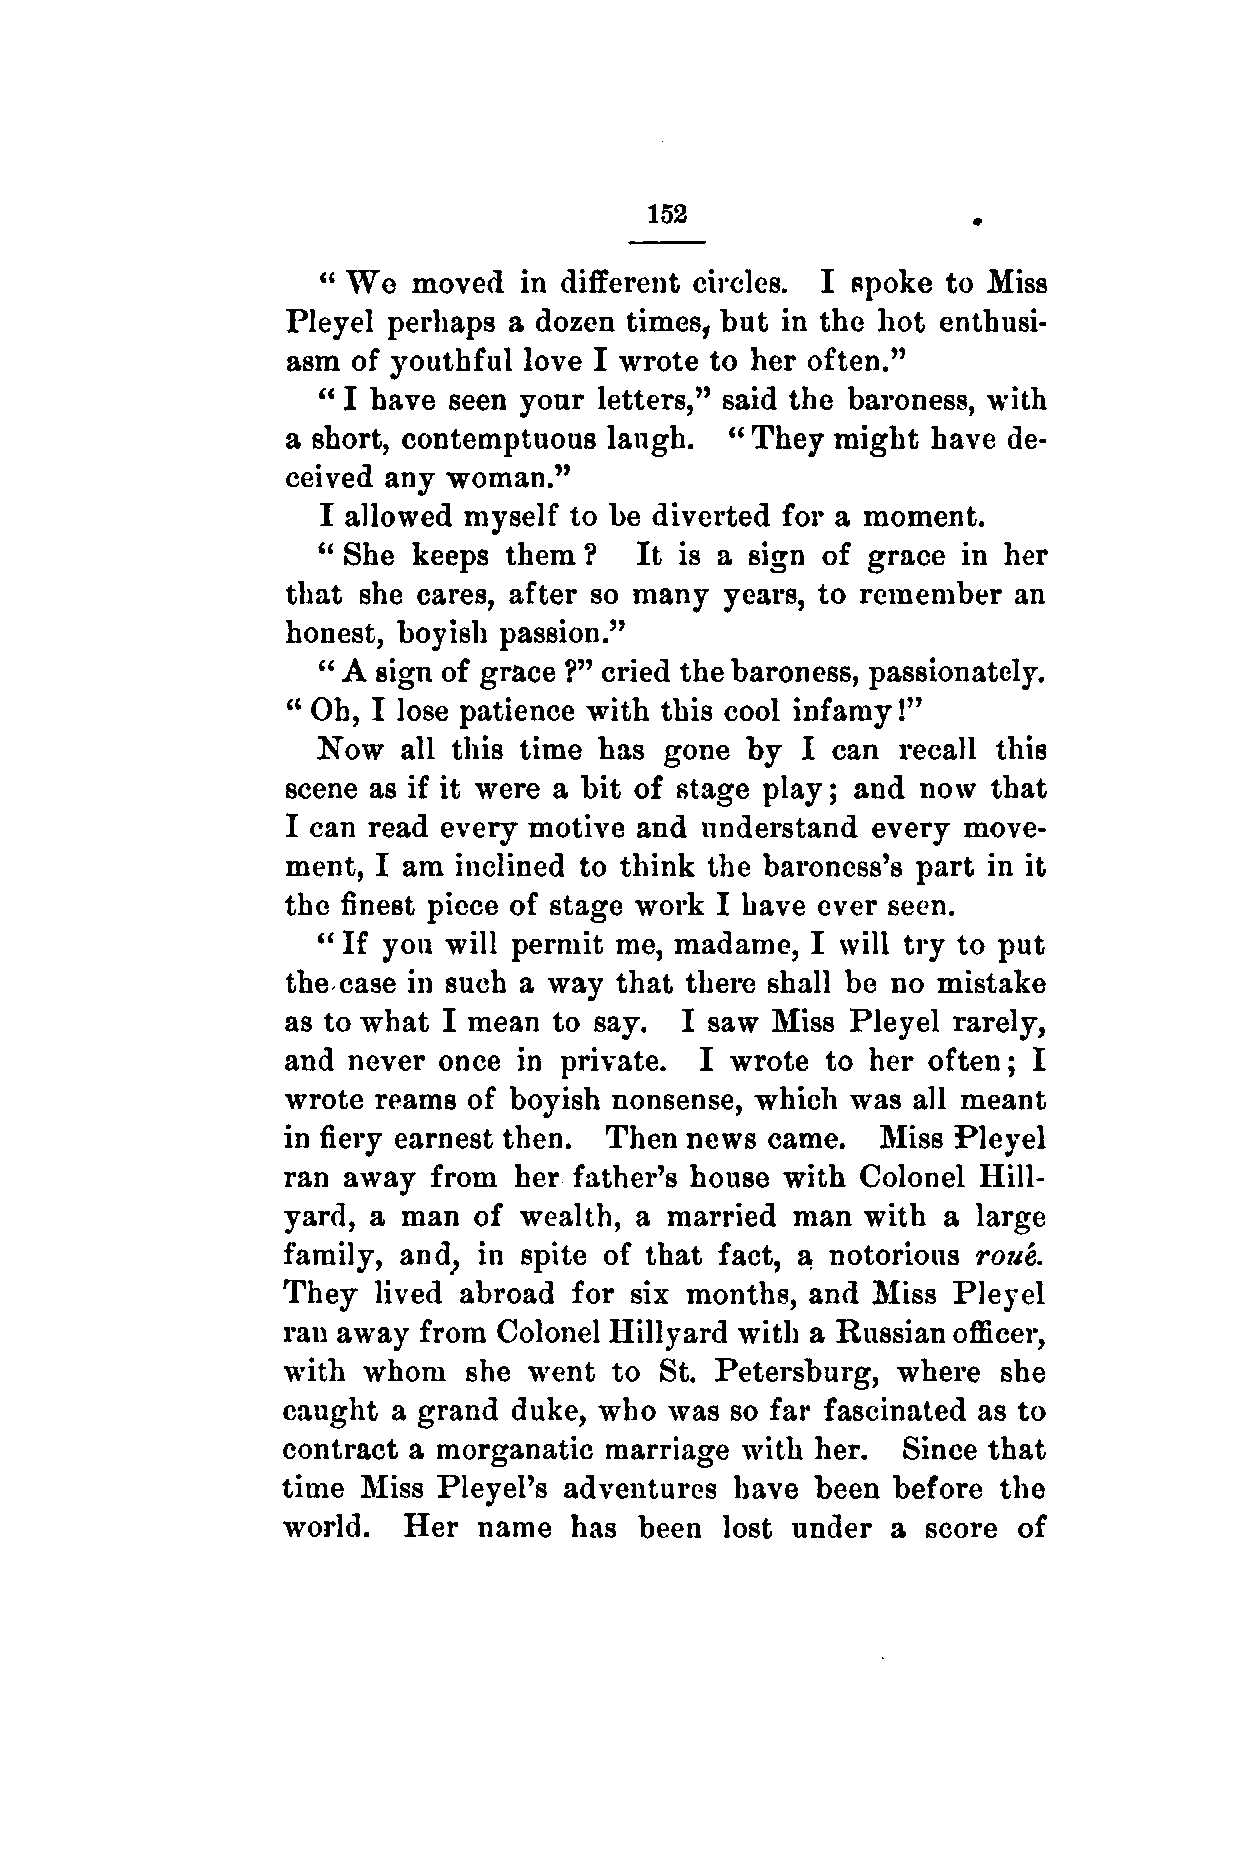 152
“ We moved in different circles. I spoke to Miss
Pleyel perhaps a dozen times, but in the hot enthusi-
asm of youthful love I wrote to her often.”
“ I have seen your letters,” said the baroness, with
a short, contemptuous laugh. “ They might have de-
ceived any woman.”
I allowed myself to be diverted for a moment.
“ She keeps them ? It is a sign of grace in her
that she cares, after so many years, to remember an
honest, boyish passion.”
“ A sign of grace ?” cried the baroness, passionately.
“ Oh, I lose patience with this cool infamy !”
Now all this time has gone by I can recall this
scene as if it were a bit of stage play ; and now that
I can read every motive and understand every move-
ment, I am inclined to think the baroness’s part in it
the finest piece of stage work I have ever seen.
“ If you will permit me, madame, I will try to put
the case in such a way that there shall be no mistake
as to what I mean to say. I saw Miss Pleyel rarely,
and never once in private. I wrote to her often ; I
wrote reams of boyish nonsense, which was all meant
in fiery earnest then. Then news came. Miss Pleyel
ran away from her father’s house with Colonel Hill-
yard, a man of wealth, a married man with a large
family, and, in spite of that fact, a notorious roué.
They lived abroad for six months, and Miss Pleyel
ran away from Colonel Hillyard with a Russian officer,
with whom she went to St. Petersburg, where she
caught a grand duke, who was so far fascinated as to
contract a morganatic marriage with her. Since that
time Miss Pleyel’s adventures have been before the
world. Her name has been lost under a score of